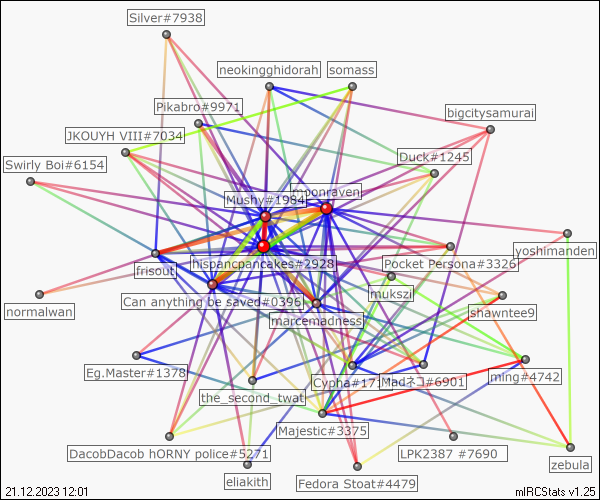 Silver#7938
neokingghidorah
somass
Pikabro#9971
bigcitysamurai
JKOUYH VIII#7034
Duck#1245
Swirly Boi#6154
moonraven
Mushy#1984
yoshimanden
hispancpancakes#2928
Pocket Persona#3326
frisout
mukszi
Can anything be saved#0396
normalwan
shawntee9
marcemadness
Eg.Master#1378
Cypha#173
Madネコ#6901
ming#4742
the_second_twat
Majestic#3375
DacobDacob hORNY police#5271
LPK2387 #7690
zebula
eliakith
Fedora Stoat#4479
21.12.2023 12:01
mIRCStats v1.25